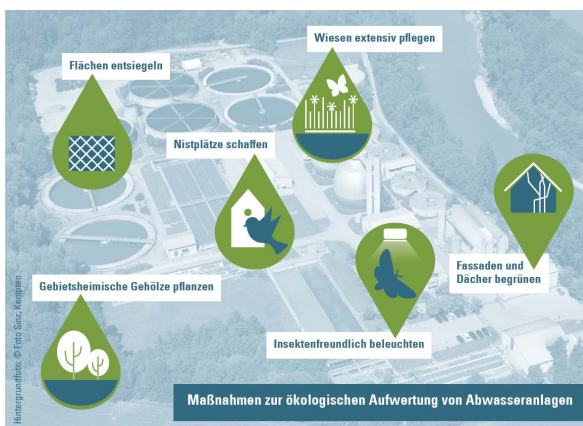 Wiesen extensiv pflegen
Flächen entsiegeln
Nistplätze schaffen
Fassaden und
Dächer begrünen
Gebietsheimische Gehölze pflanzen
Insektenfreundlich beleuchten
Maßnahmen zur ökologischen Aufwertung von Abwasseranlagen
Hintergrundfoto: © Foto Sinz, Kempten